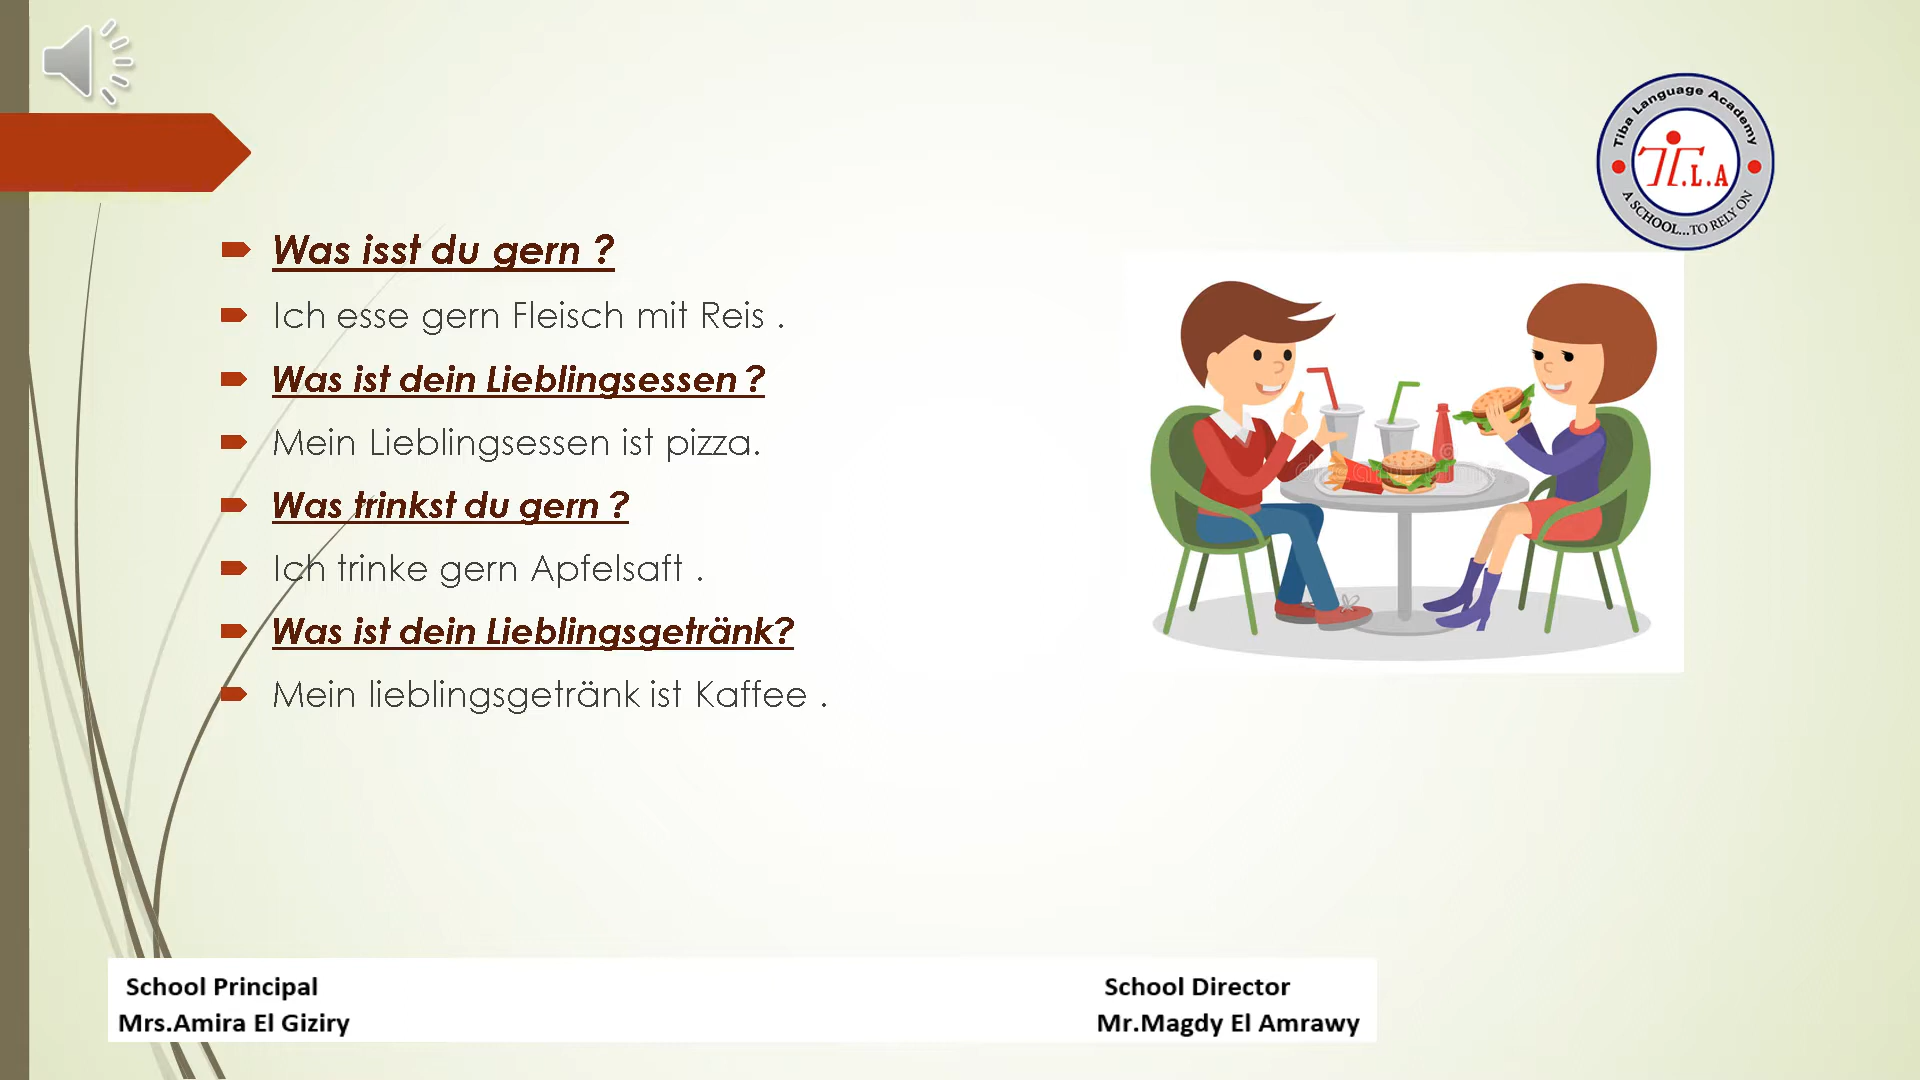 Tiba Language Academy
T.L.A
A SCHOOL...TO RELY ON
Was isst du gern ?
Ich esse gern Fleisch mit Reis .
Was ist dein Lieblingsessen ?
Mein Lieblingsessen ist pizza.
Was trinkst du gern ?
Ich trinke gern Apfelsaft .
Was ist dein Lieblingsgetränk?
Mein lieblingsgetränk ist Kaffee .
School Principal
Mrs.Amira El Giziry
School Director
Mr.Magdy El Amrawy